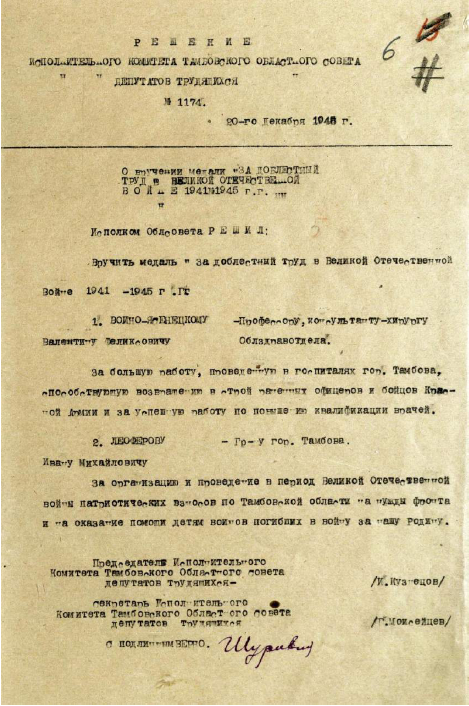 6 15
#
РЕШЕНИЕ
ИСПОЛНИТЕЛЬНОГО КОМИТЕТА ТАМБОВСКОГО ОБЛАСТНОГО СОВЕТА
" " ДЕПУТАТОВ ТРУДЯЩИХСЯ "
№ 1174.
20-го Декабря 1945 г.
О вручении медали "ЗА ДОБЛЕСТНЫЙ
ТРУД В ВЕЛИКОЙ ОТЕЧЕСТВЕННОЙ
ВОЙНЕ 1941-1945 г.г. "
"
Исполком Облсовета РЕШИЛ:
Вручить медаль " За доблестный труд в Великой Отечественной
Войне 1941 -1945 г.г
1. ВОЙНО-ЯСЕНЕЦКОМУ -Профессору, консультанту-хирургу
Валентину Феликсовичу Облздравотдела.
За большую работу, проведенную в госпиталях гор. Тамбова,
способствующую возвращению в строй раненых офицеров и бойцов Крас-
ной Армии и за успешную работу по повышению квалификации врачей.
2. ЛЕОФЕРОВУ - Гр-у гор. Тамбова.
Ивану Михайловичу
За организацию и проведение в период Великой Отечественной
войны патриотических взносов по Тамбовской области на нужды фронта
и на оказание помощи детям воинов погибших в войну за нашу родину.
Председатель Исполнительного
Комитета Тамбовского Областного совета
депутатов трудящихся- /И.Кузнецов/
секретарь Исполнительного
Комитета Тамбовского Областного совета
депутатов трудящихся /Г.Моисейцев/
С подлинным ВЕРНО.